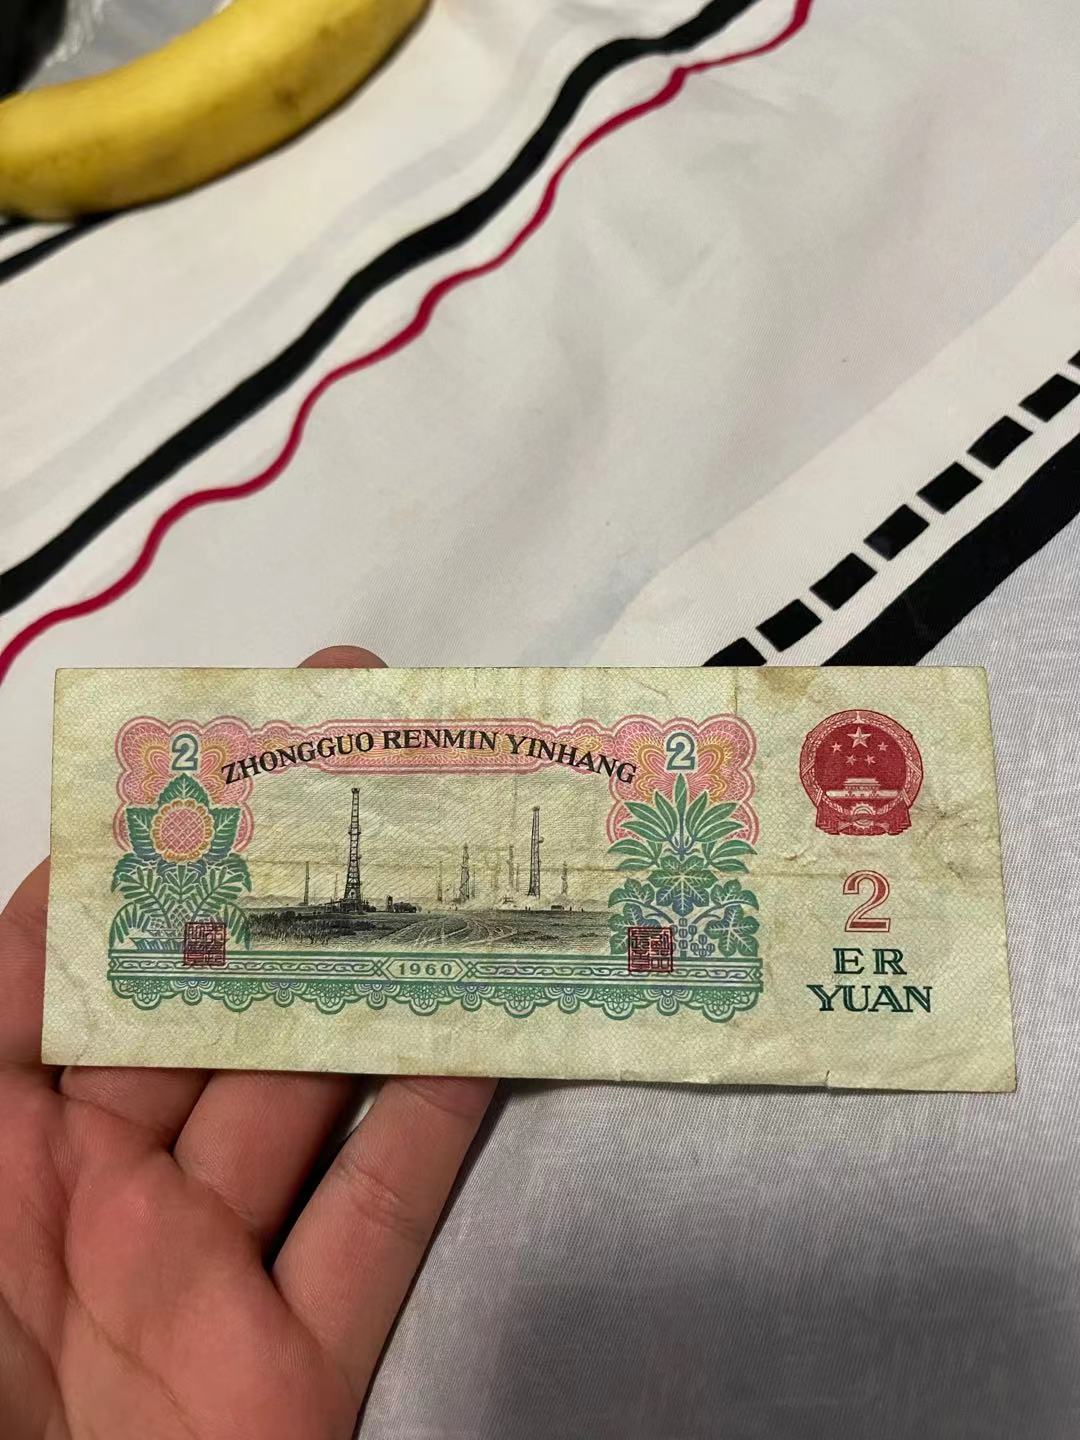 2 ZHONGGUO RENMIN YINHANG 2
1960
2
ER
YUAN